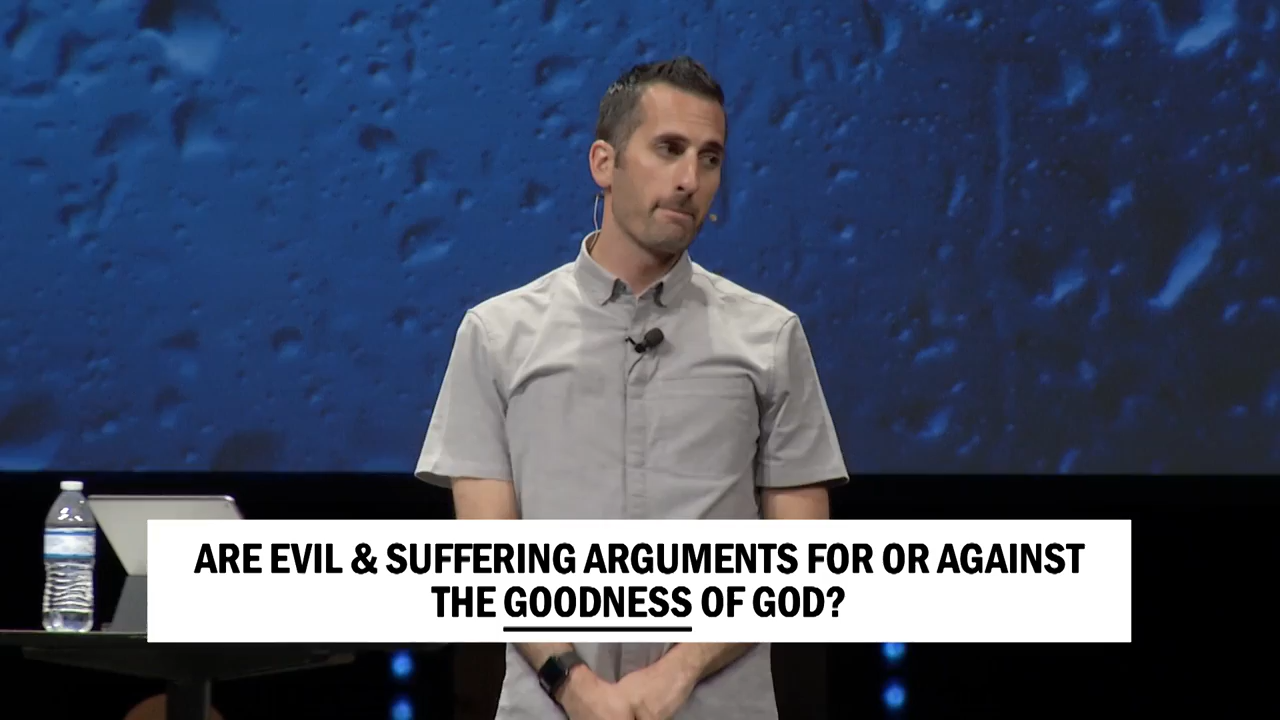 ARE EVIL & SUFFERING ARGUMENTS FOR OR AGAINST
THE GOODNESS OF GOD?